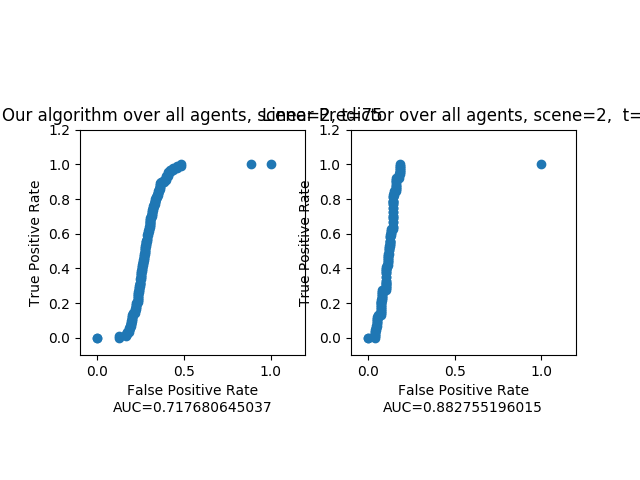 Our algorithm over all agents, scene=2, t=75
Linear Predictor over all agents, scene=2,  t=
1.2
1.0
0.8
0.6
0.4
0.2
0.0
True Positive Rate
0.0 0.5 1.0
False Positive Rate
AUC=0.717680645037
1.2
1.0
0.8
0.6
0.4
0.2
0.0
True Positive Rate
0.0 0.5 1.0
False Positive Rate
AUC=0.882755196015